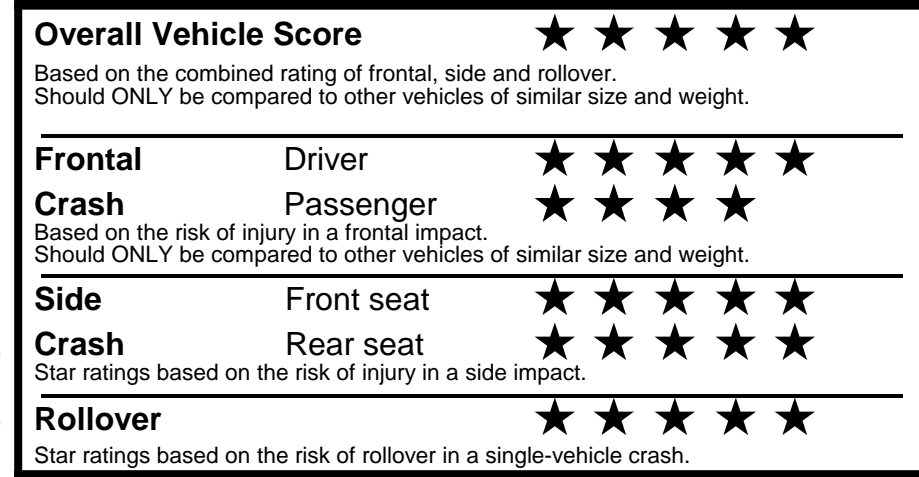 Overall Vehicle Score ★ ★ ★ ★ ★
Based on the combined rating of frontal, side and rollover.
Should ONLY be compared to other vehicles of similar size and weight.
Frontal Driver ★ ★ ★ ★ ★
Crash Passenger ★ ★ ★ ★
Based on the risk of injury in a frontal impact.
Should ONLY be compared to other vehicles of similar size and weight.
Side Front seat ★ ★ ★ ★ ★
Crash Rear seat ★ ★ ★ ★ ★
Star ratings based on the risk of injury in a side impact.
Rollover ★ ★ ★ ★ ★
Star ratings based on the risk of rollover in a single-vehicle crash.